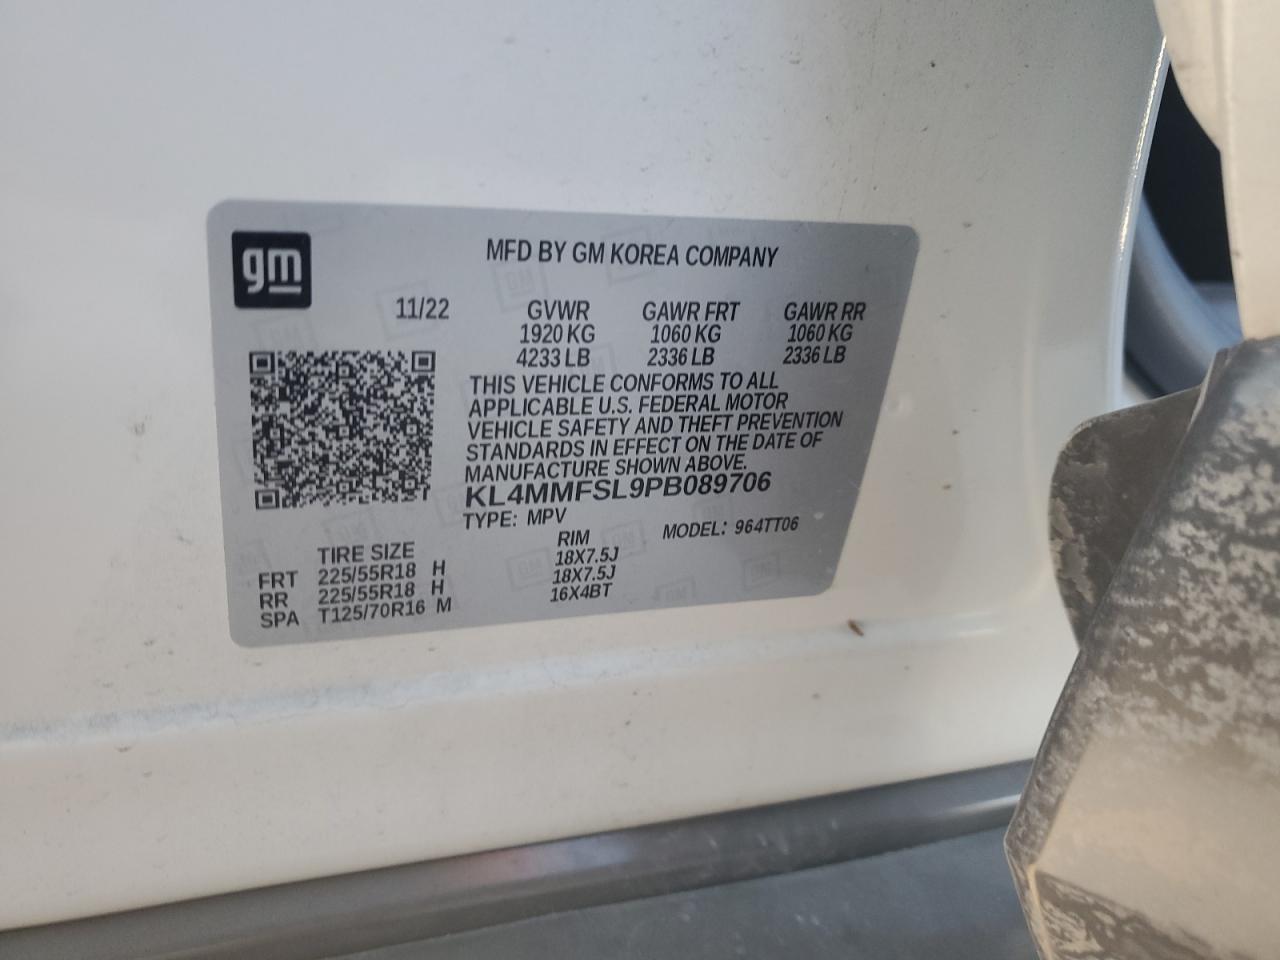 gm
MFD BY GM KOREA COMPANY
11/22 GVWR GAWR FRT GAWR RR
1920 KG 1060 KG 1060 KG
4233 LB 2336 LB 2336 LB
THIS VEHICLE CONFORMS TO ALL
APPLICABLE U.S. FEDERAL MOTOR
VEHICLE SAFETY AND THEFT PREVENTION
STANDARDS IN EFFECT ON THE DATE OF
MANUFACTURE SHOWN ABOVE.
KL4MMFSL9PB089706
TYPE: MPV MODEL: 964TT06
TIRE SIZE RIM
FRT 225/55R18 H 18X7.5J
RR 225/55R18 H 18X7.5J
SPA T125/70R16 M 16X4BT